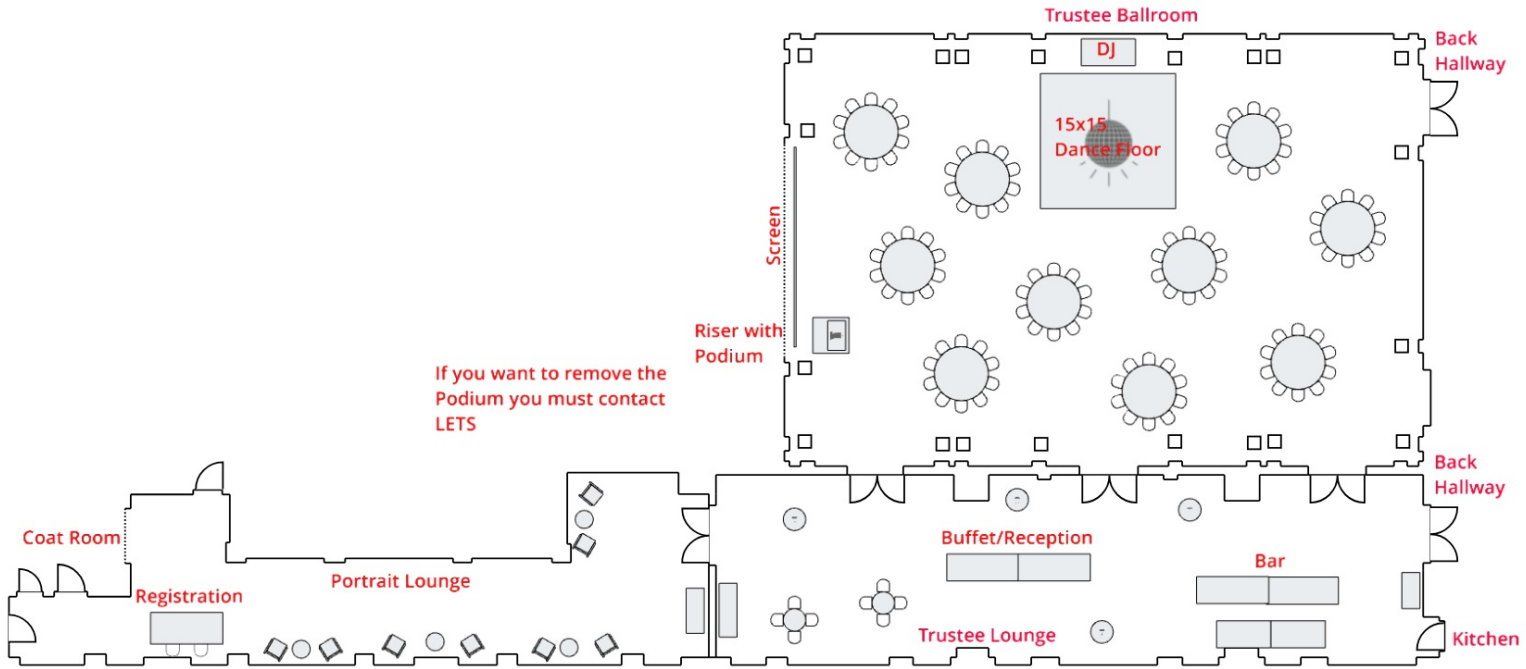 Trustee Ballroom
Back
Hallway
DJ
15x15
Dance Floor
Screen
Riser with
Podium
If you want to remove the
Podium you must contact
LETS
Back
Hallway
Coat Room
Buffet/Reception
Bar
Portrait Lounge
Registration
Trustee Lounge
Kitchen